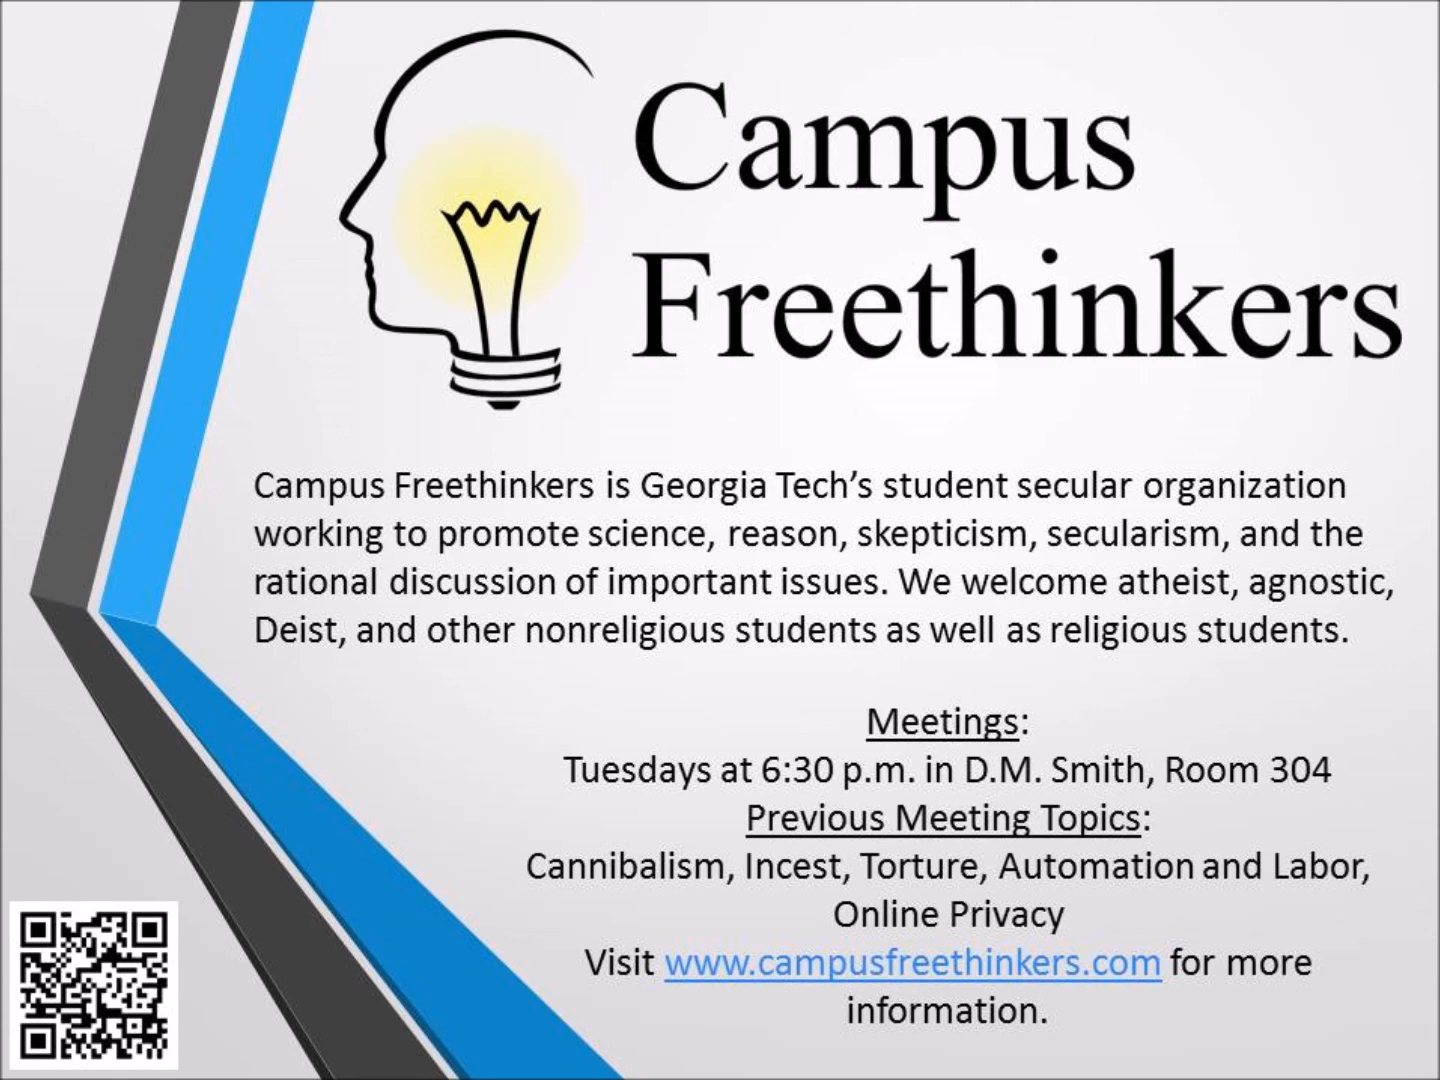 Campus
Freethinkers
Campus Freethinkers is Georgia Tech’s student secular organization
working to promote science, reason, skepticism, secularism, and the
rational discussion of important issues. We welcome atheist, agnostic,
Deist, and other nonreligious students as well as religious students.
Meetings:
Tuesdays at 6:30 p.m. in D.M. Smith, Room 304
Previous Meeting Topics:
Cannibalism, Incest, Torture, Automation and Labor,
Online Privacy
Visit www.campusfreethinkers.com for more
information.